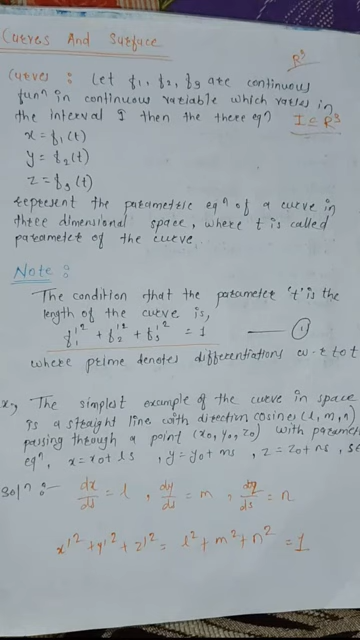 Curves And Surface
R³
Curves : Let f₁, f₂, f₃ are continuous
funⁿ in continuous variable which varies in
the interval I then the there eqⁿ I ⊆ R³
x = f₁(t)
y = f₂(t)
z = f₃(t)
represent the parametric eqⁿ of a curve in
three dimensional space, where t is called
parameter of the curve
Note :
The condition that the parameter 't' is the
length of the curve is,
f₁'² + f₂'² + f₃'² = 1 —— ①
where prime denotes differentiations w.r to t
x→ The simplest example of the curve in space
is a straight line with direction cosines (l, m, n)
passing through a point (x₀, y₀, z₀) with parame
eqⁿ, x = x₀ + ls , y = y₀ + ms , z = z₀ + ns , s∈
Solⁿ :- dx/ds = l , dy/ds = m , dz/ds = n
x'² + y'² + z'² = l² + m² + n² = 1